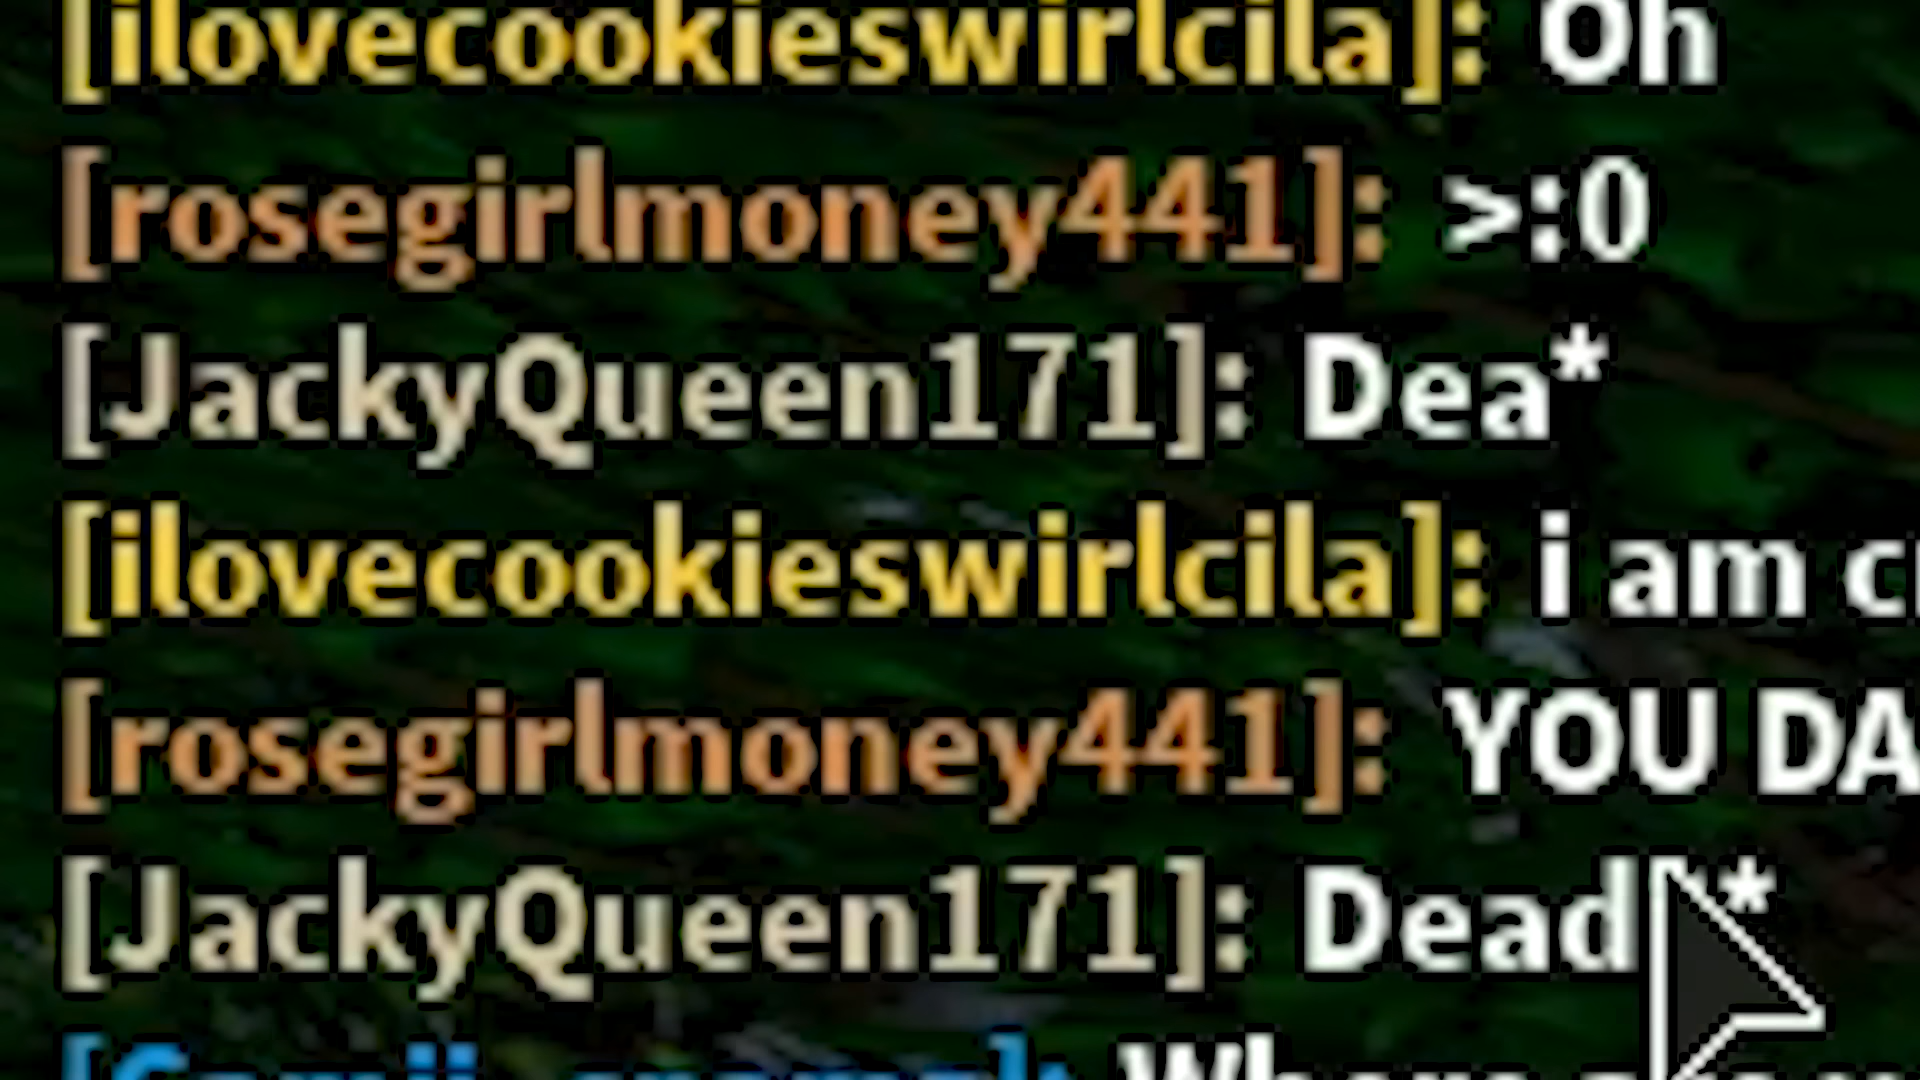 [ilovecookieswirlcila]: Oh
[rosegirlmoney441]: >:0
[JackyQueen171]: Dea*
[ilovecookieswirlcila]: i am
[rosegirlmoney441]: YOU
[JackyQueen171]: Dead *